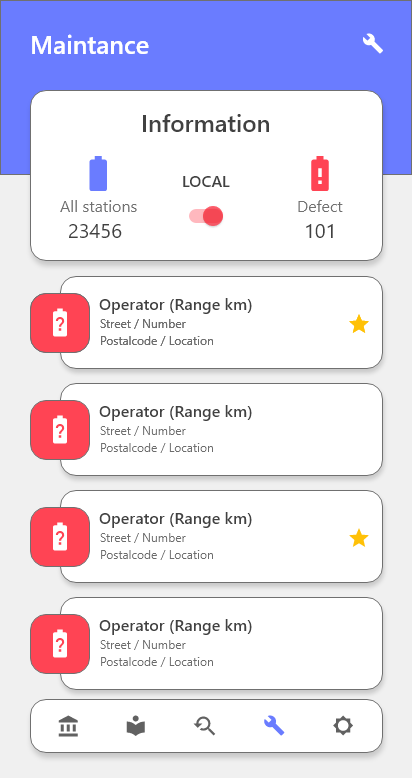 Maintance
Information
LOCAL
All stations
Defect
23456
101
Operator (Range km)
Street / Number
Postalcode / Location
Operator (Range km)
Street / Number
Postalcode / Location
Operator (Range km)
Street / Number
Postalcode / Location
Operator (Range km)
Street / Number
Postalcode / Location